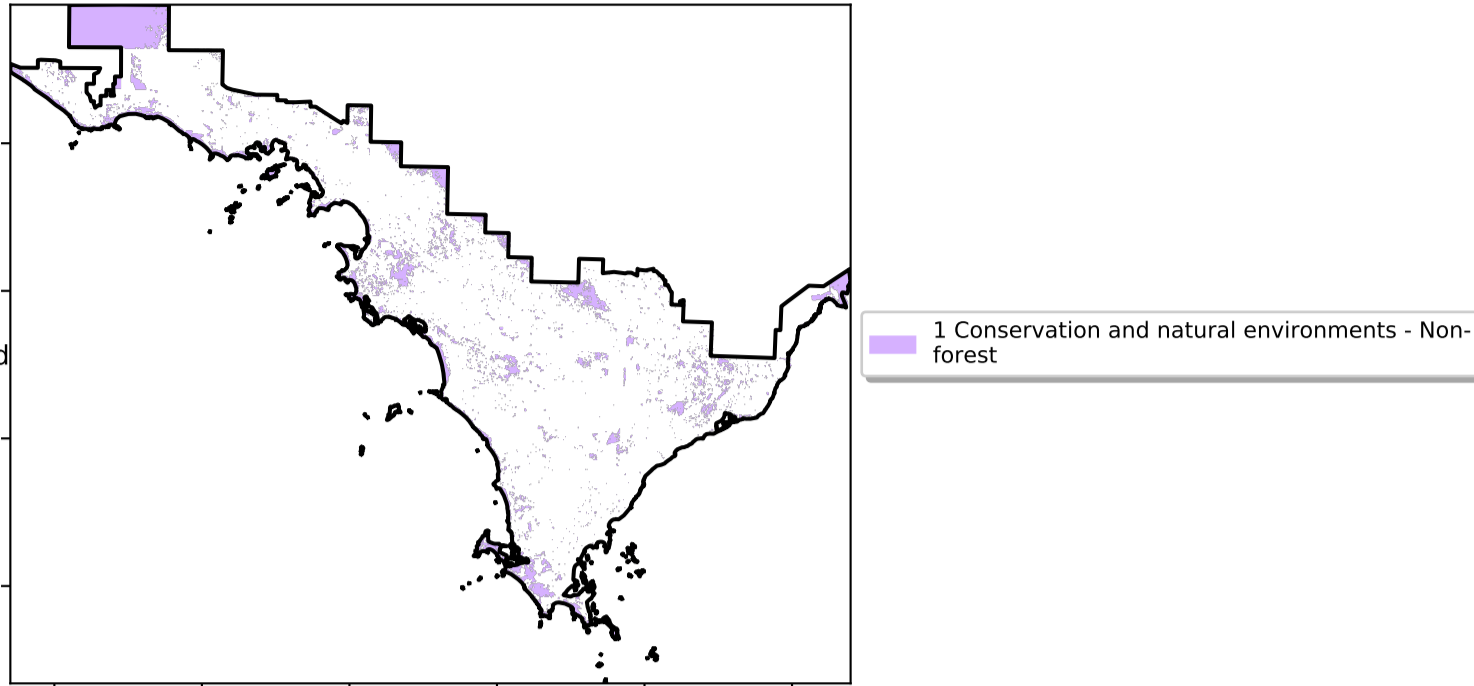 d
1 Conservation and natural environments - Non-
forest